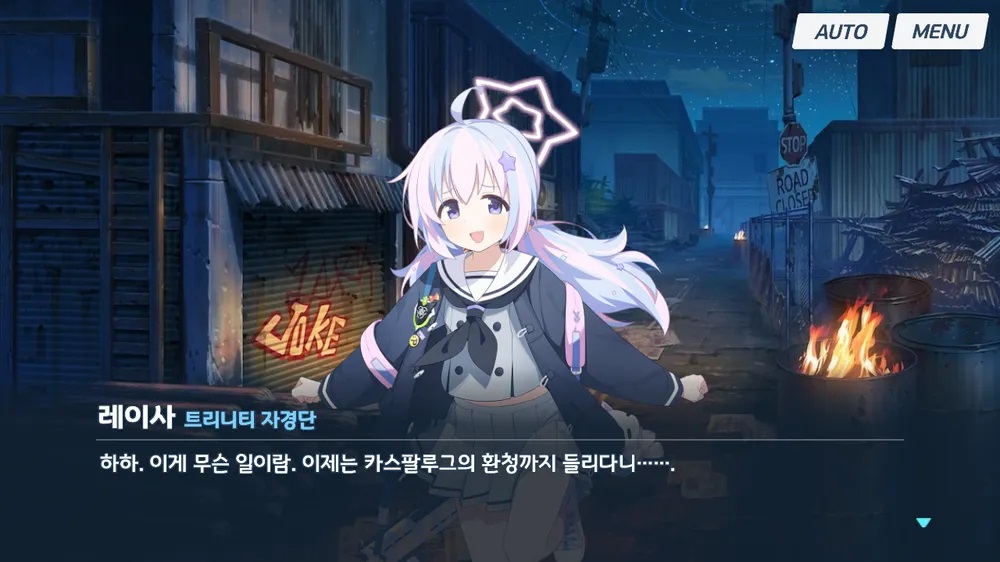 AUTO MENU
STOP
ROAD
CLOSED
JOKE
레이사 트리니티 자경단
하하. 이게 무슨 일이람. 이제는 카스팔루그의 환청까지 들리다니…….